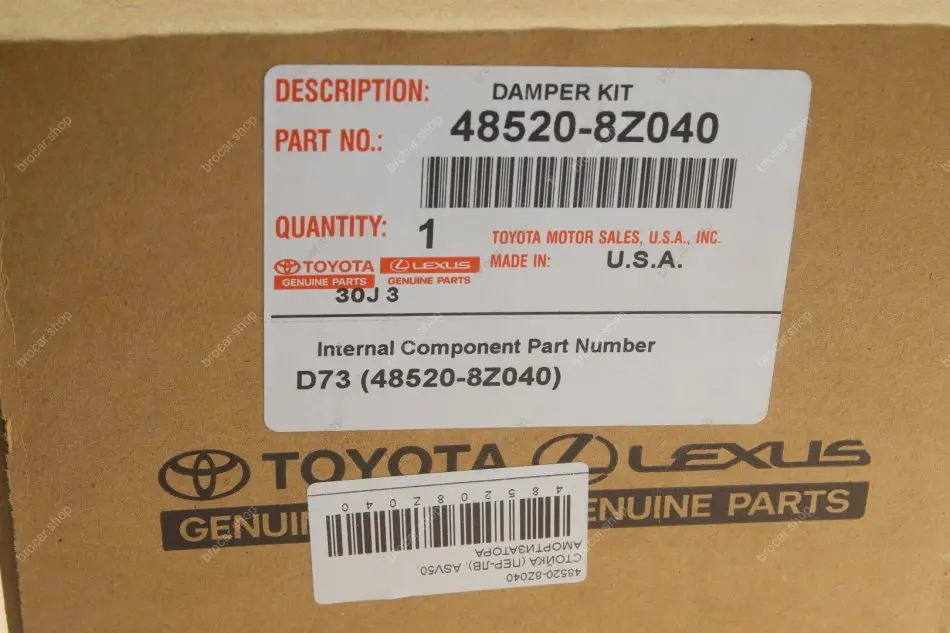 DESCRIPTION: DAMPER KIT
PART NO.: 48520-8Z040
QUANTITY: 1
TOYOTA MOTOR SALES, U.S.A., INC.
MADE IN: U.S.A.
TOYOTA LEXUS
GENUINE PARTS GENUINE PARTS
30J 3
Internal Component Part Number
D73 (48520-8Z040)
TOYOTA LEXUS
GENUI ENUINE PARTS
48520-8Z040
СТОЙКА (ПЕР-ЛВ), ASV50.
АМОРТИЗАТОРА
4 8 5 2 0 8 Z 0 4 0
brocar.shop